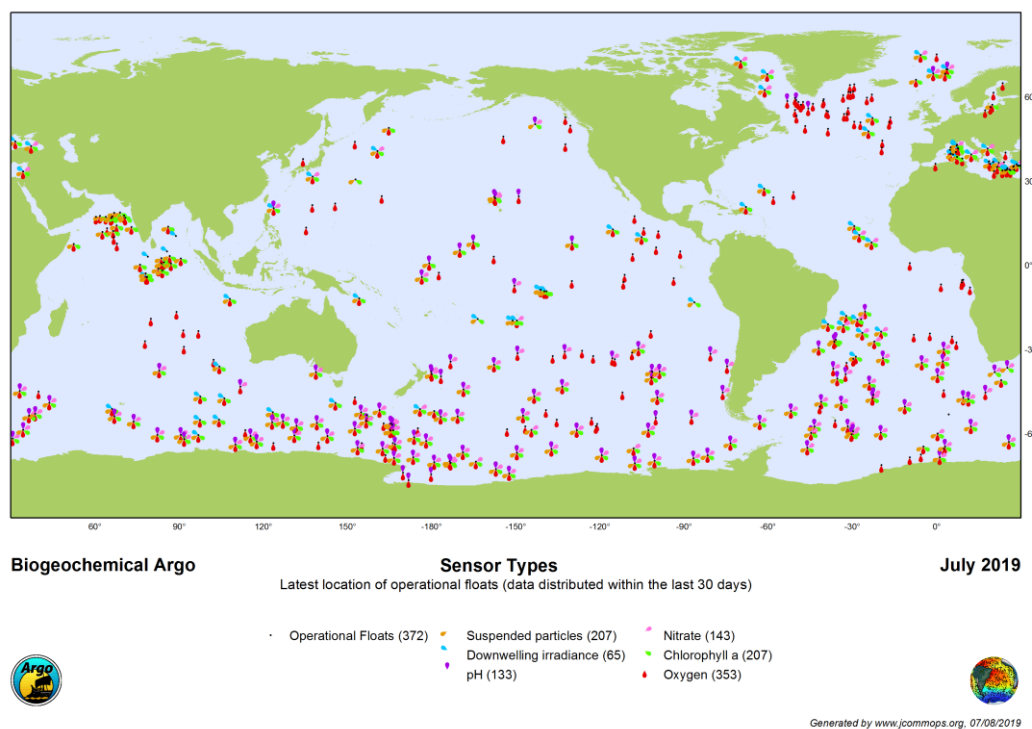 60
30
0°
-3
-6
60° 90° 120° 150° -180° -150° -120° -90° -60° -30° 0°
Biogeochemical Argo Sensor Types July 2019
Latest location of operational floats (data distributed within the last 30 days)
Operational Floats (372) Suspended particles (207) Nitrate (143)
Downwelling irradiance (65) Chlorophyll a (207)
pH (133) Oxygen (353)
Argo
Generated by www.jcommops.org, 07/08/2019